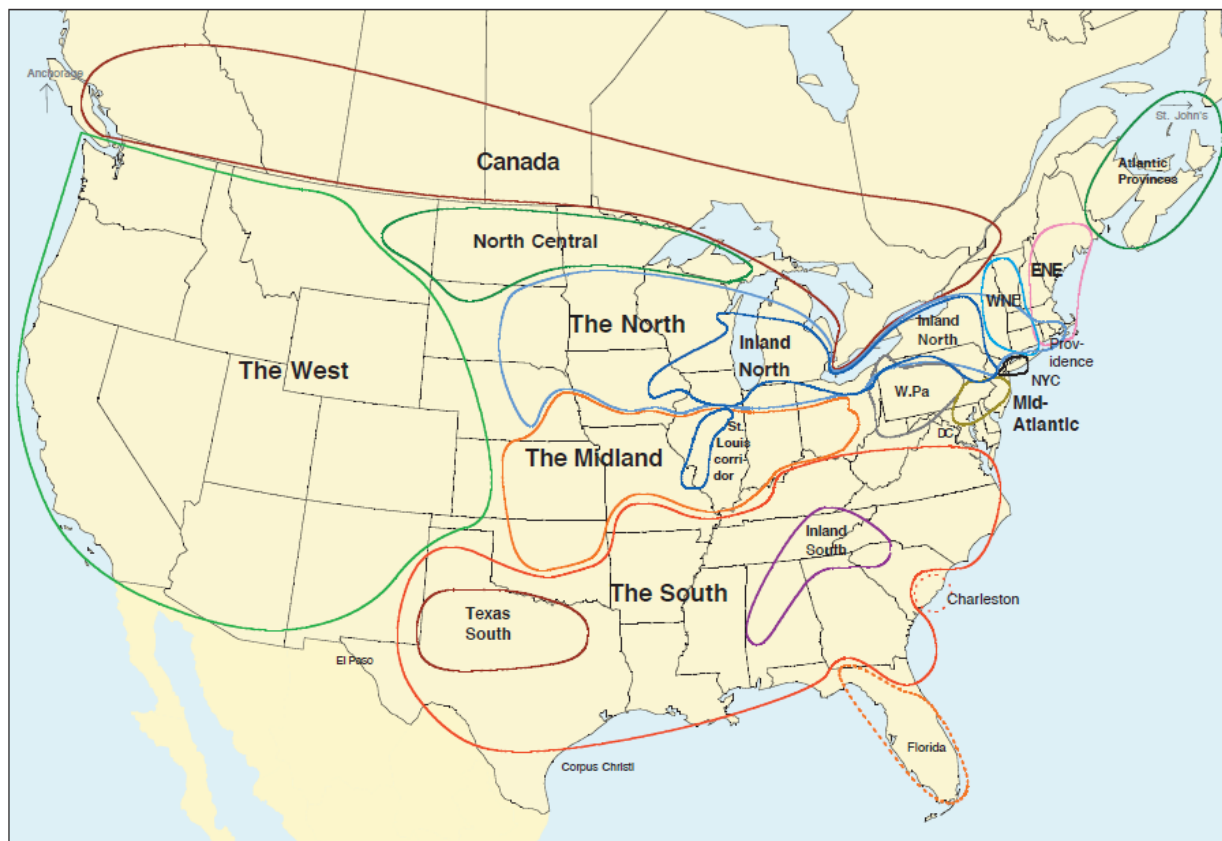 Anchorage
St. John's
Canada
Atlantic
Provinces
North Central
ENE
WNE
The North
Inland
North
Inland
North
Prov-
idence
The West
NYC
W.Pa
Mid-
Atlantic
DC
St.
Louis
corri-
dor
The Midland
Inland
South
The South
Charleston
Texas
South
El Paso
Florida
Corpus Christi